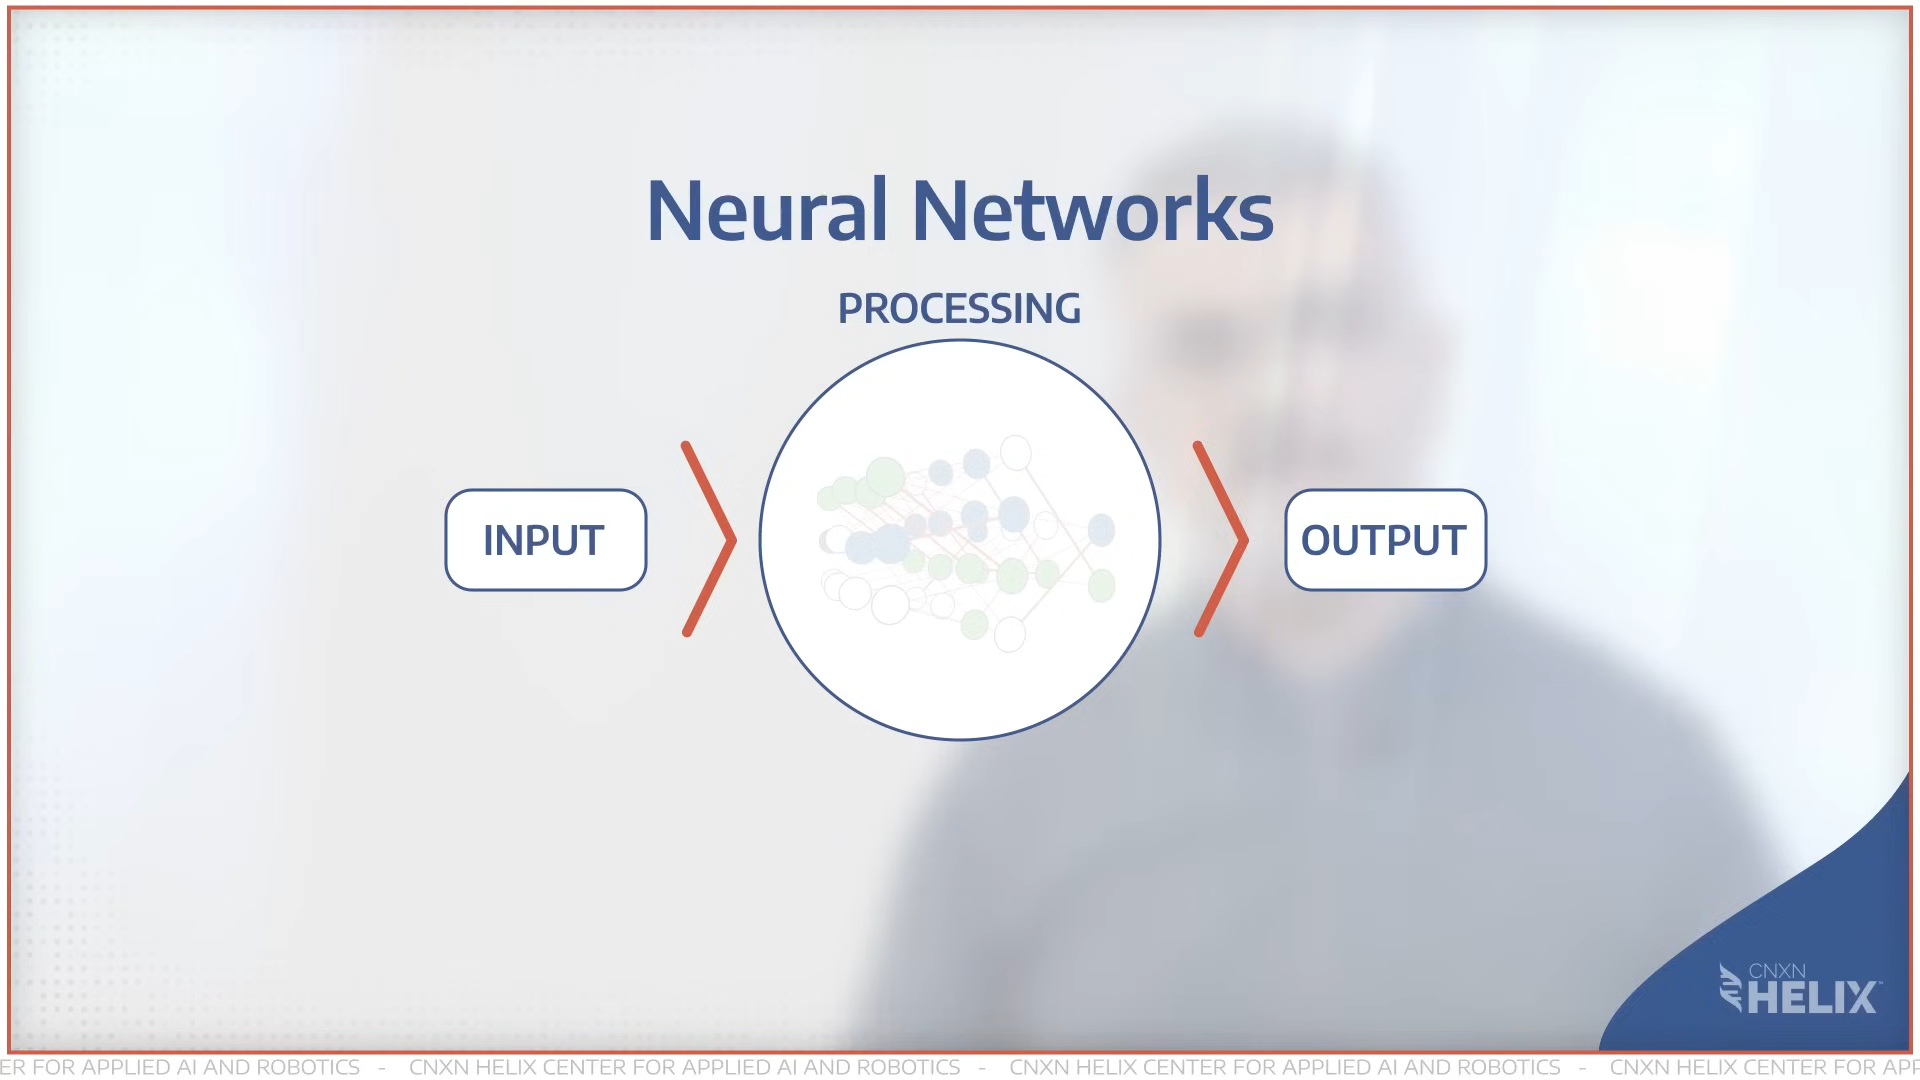 Neural Networks
PROCESSING
INPUT
OUTPUT
CNXN
HELIX™
ER FOR APPLIED AI AND ROBOTICS - CNXN HELIX CENTER FOR APPLIED AI AND ROBOTICS - CNXN HELIX CENTER FOR APPLIED AI AND ROBOTICS - CNXN HELIX CENTER FOR APP